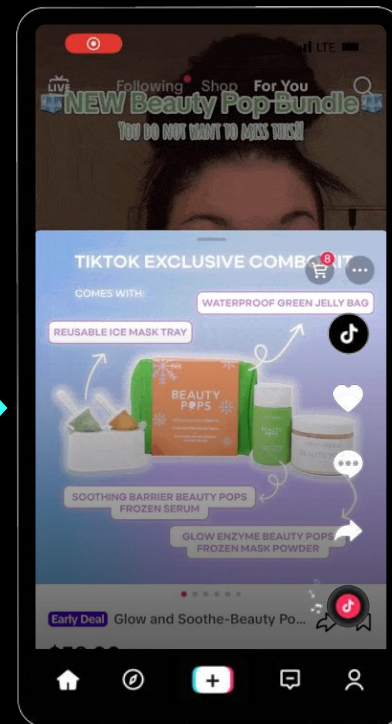 LTE
LIVE
Following Shop For You
NEW Beauty Pop Bundle
YOU DO NOT WANT TO MISS THIS!!
TIKTOK EXCLUSIVE COMBO KIT
8
COMES WITH:
WATERPROOF GREEN JELLY BAG
REUSABLE ICE MASK TRAY
BEAUTY
POPS
SOOTHING BARRIER BEAUTY POPS
FROZEN SERUM
GLOW ENZYME BEAUTY POPS
FROZEN MASK POWDER
Early Deal Glow and Soothe-Beauty Po...